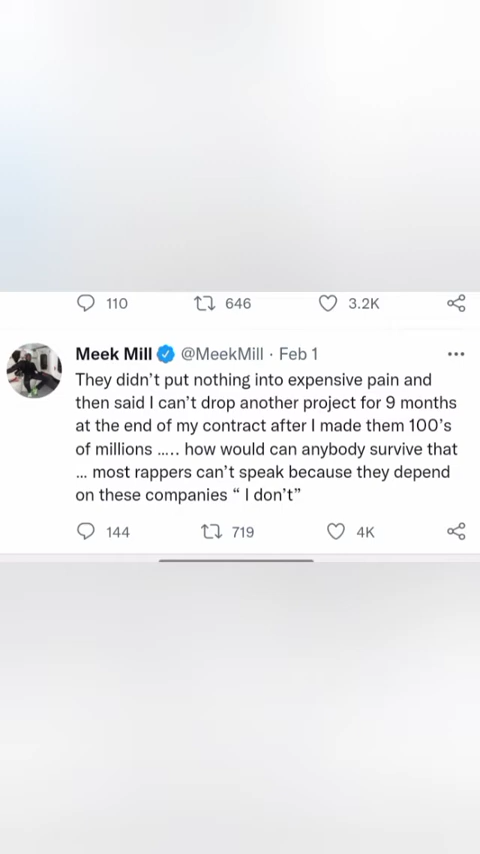 110 646 3.2K
Meek Mill @MeekMill · Feb 1 ...
They didn't put nothing into expensive pain and
then said I can't drop another project for 9 months
at the end of my contract after I made them 100's
of millions ..... how would can anybody survive that
... most rappers can't speak because they depend
on these companies “ I don't”
144 719 4K